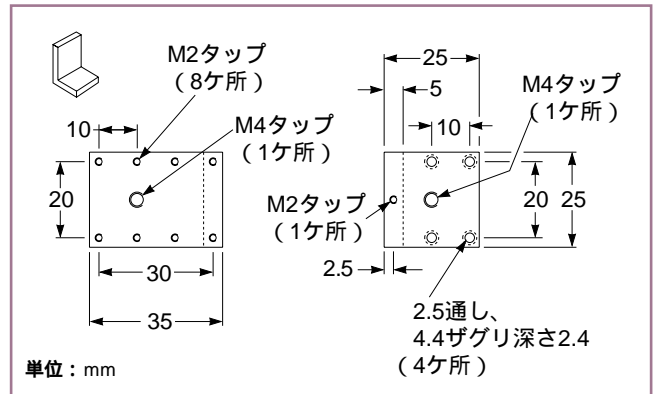 M2タップ
（8ケ所）
10
M4タップ
（1ケ所）
20
30
35
25
5
M4タップ
（1ケ所）
10
M2タップ
（1ケ所）
20
25
2.5
2.5通し、
4.4ザグリ深さ2.4
（4ケ所）
単位：mm